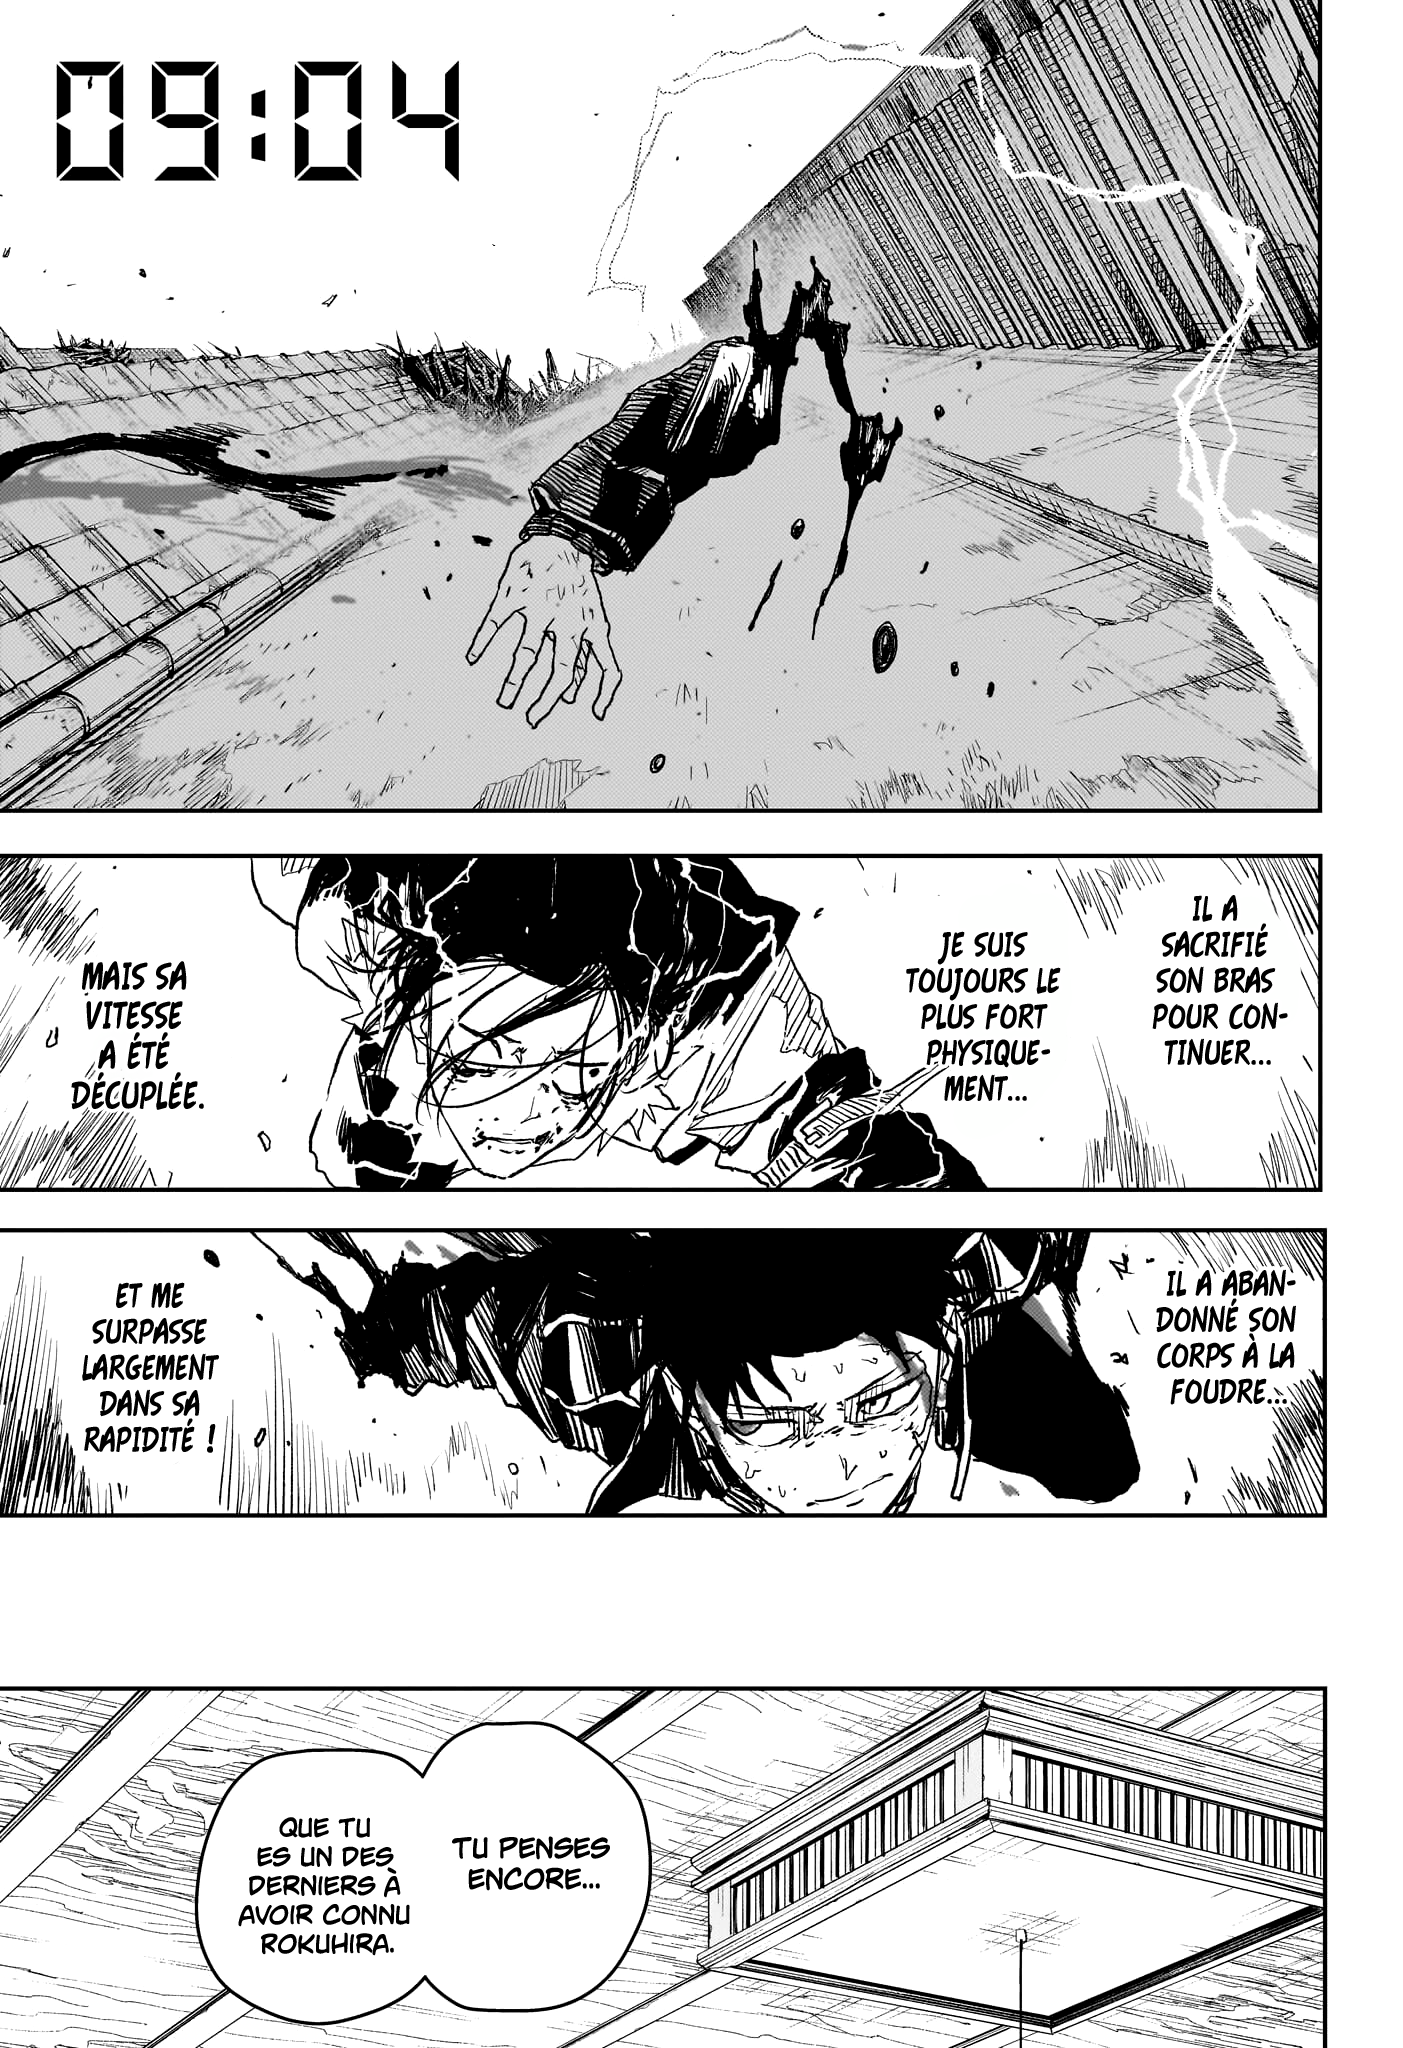 09:04
IL A
SACRIFIÉ
SON BRAS
POUR CON-
TINUER...
JE SUIS
TOUJOURS LE
PLUS FORT
PHYSIQUE-
MENT...
MAIS SA
VITESSE
A ÉTÉ
DÉCUPLÉE.
IL A ABAN-
DONNÉ SON
CORPS À LA
FOUDRE...
ET ME
SURPASSE
LARGEMENT
DANS SA
RAPIDITÉ !
TU PENSES
ENCORE...
QUE TU
ES UN DES
DERNIERS À
AVOIR CONNU
ROKUHIRA.